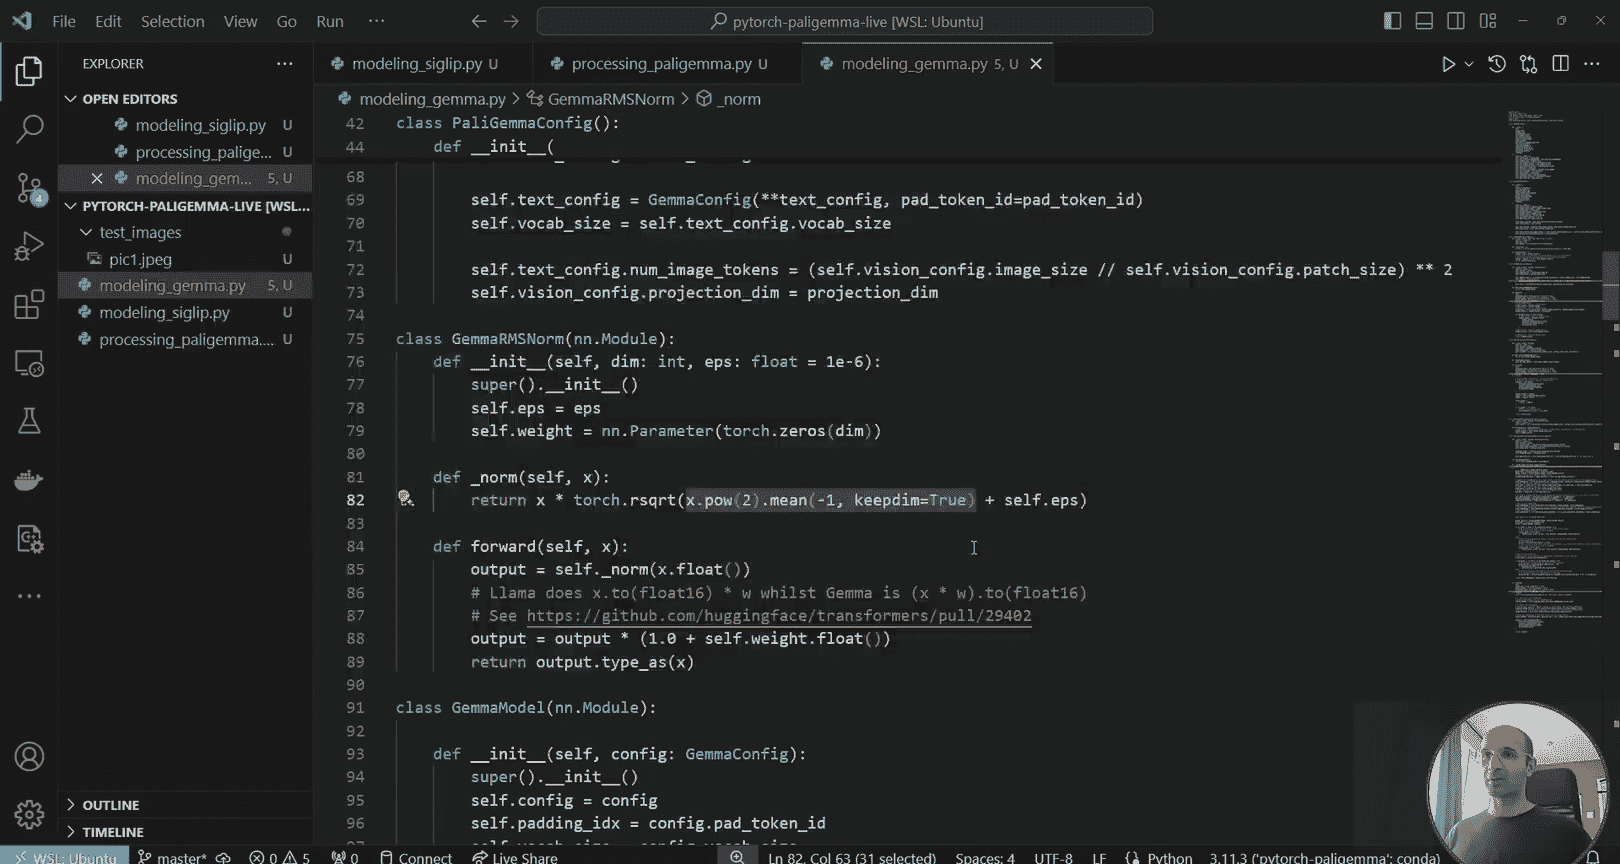 File Edit Selection View Go Run ··· pytorch-paligemma-live [WSL: Ubuntu]
EXPLORER
OPEN EDITORS
modeling_siglip.py U
processing_palige... U
modeling_gem... 5, U
PYTORCH-PALIGEMMA-LIVE [WSL...
test_images
pic1.jpeg U
modeling_gemma.py 5, U
modeling_siglip.py U
processing_paligemma.... U
OUTLINE
TIMELINE
4
modeling_siglip.py U processing_paligemma.py U modeling_gemma.py 5, U
modeling_gemma.py > GemmaRMSNorm > _norm
42 class PaliGemmaConfig():
44 def __init__(
68
69 self.text_config = GemmaConfig(**text_config, pad_token_id=pad_token_id)
70 self.vocab_size = self.text_config.vocab_size
71
72 self.text_config.num_image_tokens = (self.vision_config.image_size // self.vision_config.patch_size) ** 2
73 self.vision_config.projection_dim = projection_dim
74
75 class GemmaRMSNorm(nn.Module):
76 def __init__(self, dim: int, eps: float = 1e-6):
77 super().__init__()
78 self.eps = eps
79 self.weight = nn.Parameter(torch.zeros(dim))
80
81 def _norm(self, x):
82 return x * torch.rsqrt(x.pow(2).mean(-1, keepdim=True) + self.eps)
83
84 def forward(self, x):
85 output = self._norm(x.float())
86 # Llama does x.to(float16) * w whilst Gemma is (x * w).to(float16)
87 # See https://github.com/huggingface/transformers/pull/29402
88 output = output * (1.0 + self.weight.float())
89 return output.type_as(x)
90
91 class GemmaModel(nn.Module):
92
93 def __init__(self, config: GemmaConfig):
94 super().__init__()
95 self.config = config
96 self.padding_idx = config.pad_token_id
WSL: Ubuntu master* 0 5 0 Connect Live Share Ln 82, Col 63 (31 selected) Spaces: 4 UTF-8 LF Python 3.11.3 ('pytorch-paligemma': conda)